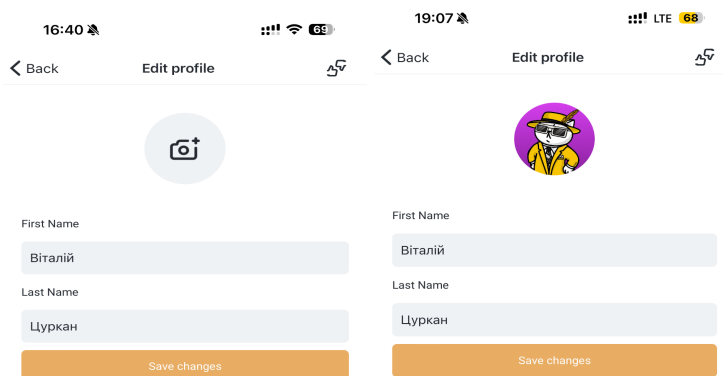 16:40
69
Back
Edit profile
First Name
Віталій
Last Name
Цуркан
Save changes
19:07
LTE 68
Back
Edit profile
First Name
Віталій
Last Name
Цуркан
Save changes